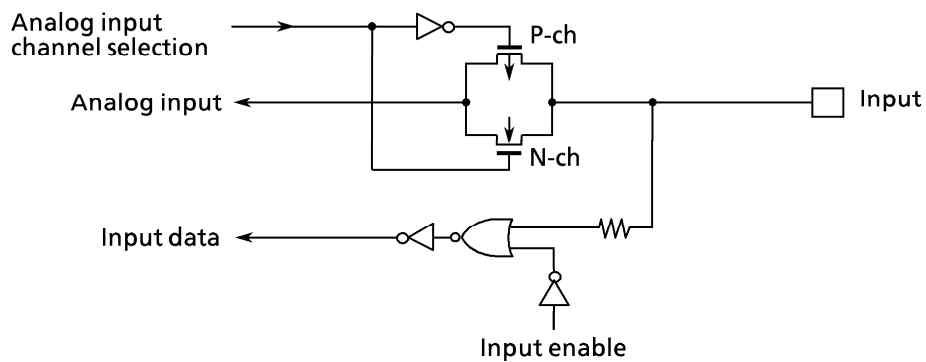 Analog input
channel selection
P-ch
Analog input
Input
N-ch
Input data
Input enable